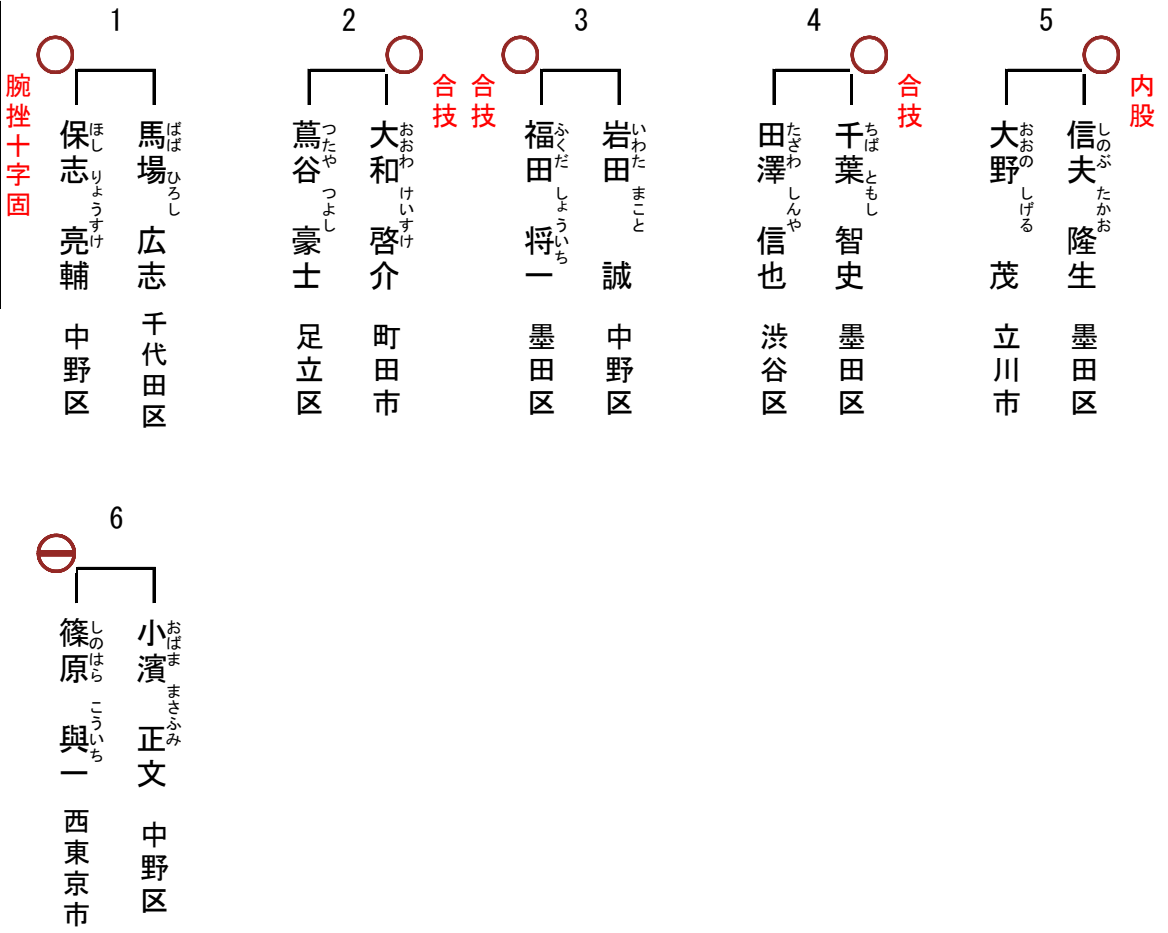 1
腕挫十字固
保志 亮輔
ほし りょうすけ
中野区
馬場 広志
ばば ひろし
千代田区
2
蔦谷 豪士
つたや つよし
足立区
大和 啓介
おおわ けいすけ
町田市
合技
3
合技
福田 将一
ふくだ しょういち
墨田区
岩田 誠
いわた まこと
中野区
4
田澤 信也
たざわ しんや
渋谷区
千葉 智史
ちば ともし
墨田区
合技
5
大野 茂
おおの しげる
立川市
信夫 隆生
しのぶ たかお
墨田区
内股
6
篠原 與一
しのはら こういち
西東京市
小濱 正文
おばま まさふみ
中野区